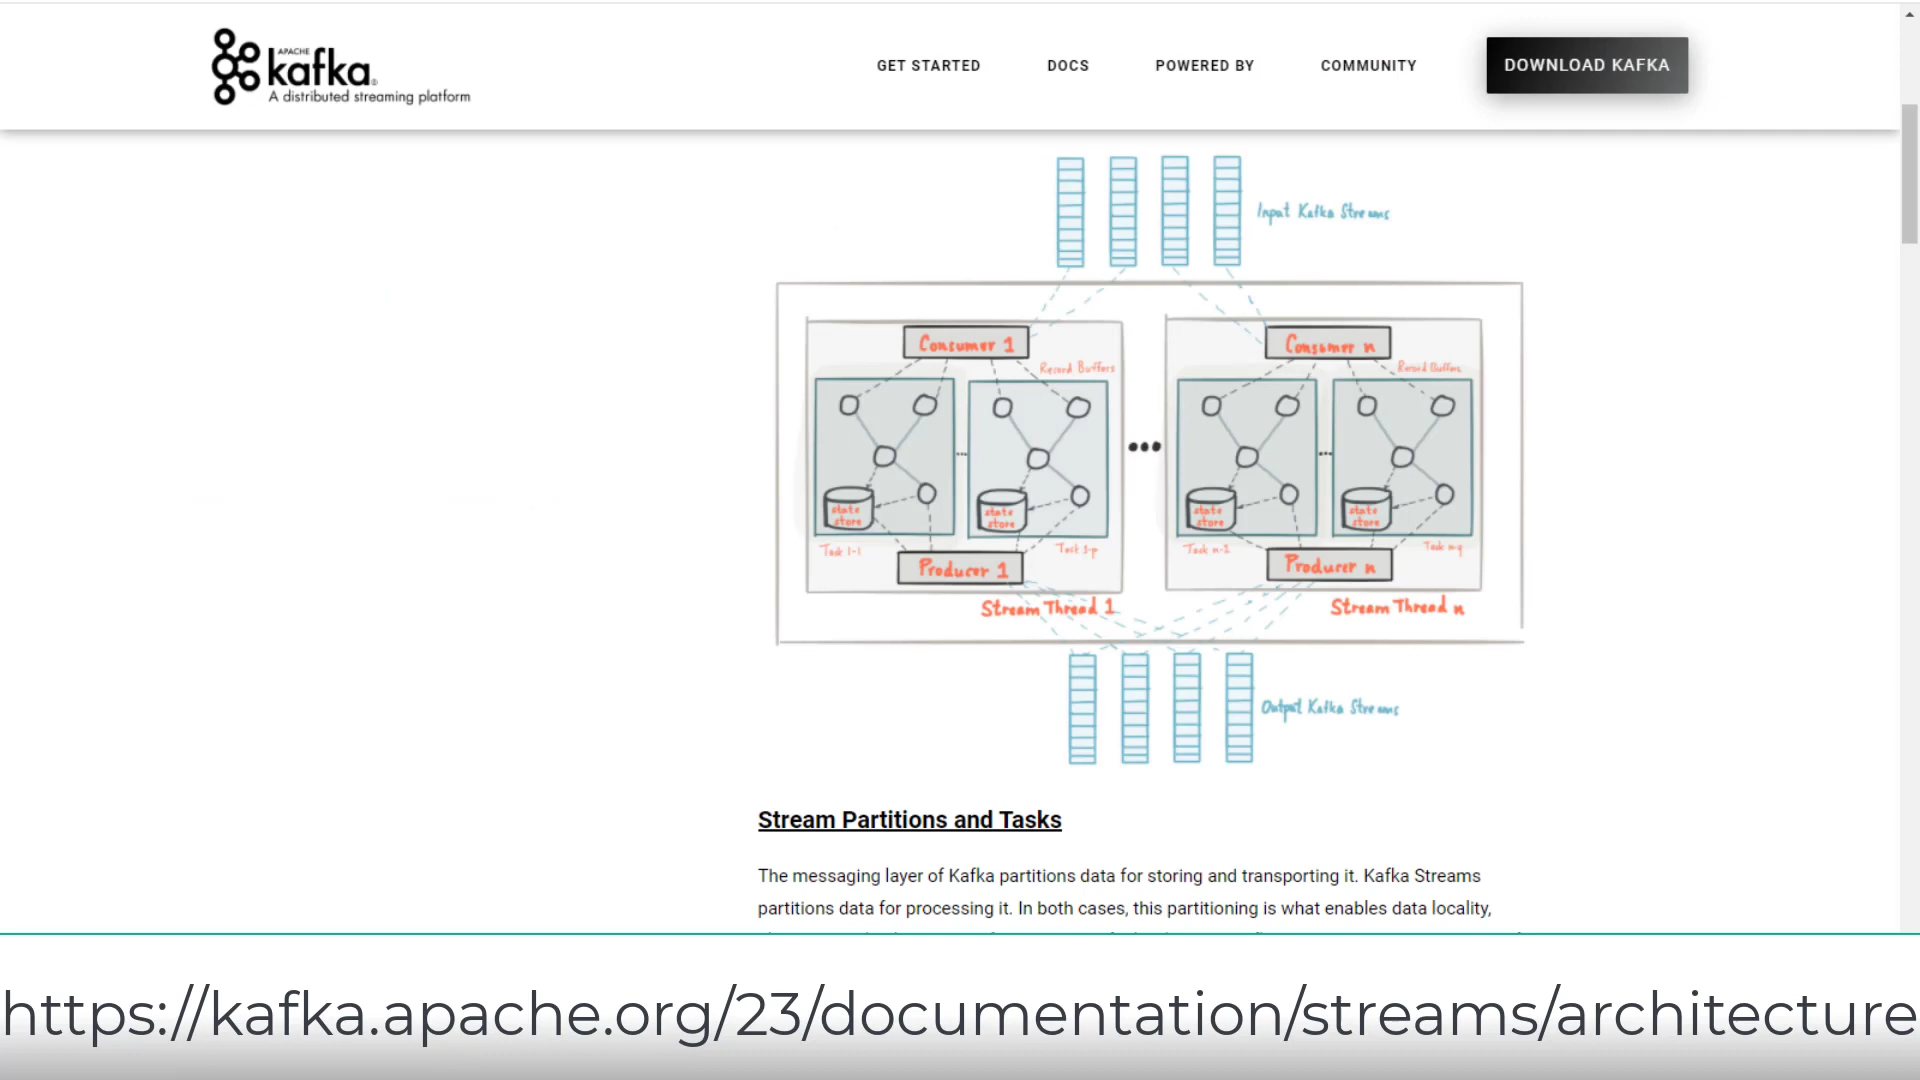 APACHE
kafka®
A distributed streaming platform
GET STARTED
DOCS
POWERED BY
COMMUNITY
DOWNLOAD KAFKA
Input Kafka Streams
Consumer 1
Consumer n
Record Buffers
Record Buffers
state store
state store
state store
state store
Task 1-1
Task 1-p
Producer 1
Producer n
Stream Thread 1
Stream Thread n
Output Kafka Streams
Stream Partitions and Tasks
The messaging layer of Kafka partitions data for storing and transporting it. Kafka Streams
partitions data for processing it. In both cases, this partitioning is what enables data locality,
https://kafka.apache.org/23/documentation/streams/architecture